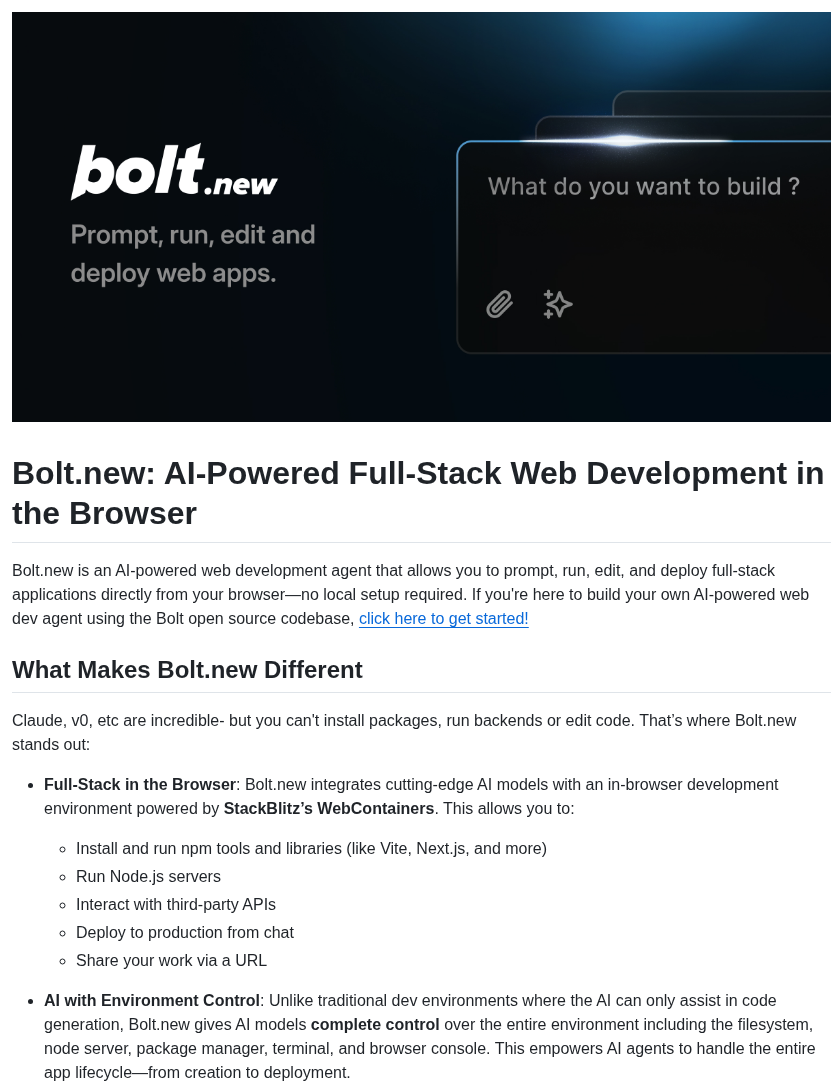 bolt.new
Prompt, run, edit and
deploy web apps.
What do you want to build ?
Bolt.new: AI-Powered Full-Stack Web Development in
the Browser
Bolt.new is an AI-powered web development agent that allows you to prompt, run, edit, and deploy full-stack
applications directly from your browser—no local setup required. If you're here to build your own AI-powered web
dev agent using the Bolt open source codebase, click here to get started!
What Makes Bolt.new Different
Claude, v0, etc are incredible- but you can't install packages, run backends or edit code. That’s where Bolt.new
stands out:
Full-Stack in the Browser: Bolt.new integrates cutting-edge AI models with an in-browser development
environment powered by StackBlitz’s WebContainers. This allows you to:
Install and run npm tools and libraries (like Vite, Next.js, and more)
Run Node.js servers
Interact with third-party APIs
Deploy to production from chat
Share your work via a URL
AI with Environment Control: Unlike traditional dev environments where the AI can only assist in code
generation, Bolt.new gives AI models complete control over the entire environment including the filesystem,
node server, package manager, terminal, and browser console. This empowers AI agents to handle the entire
app lifecycle—from creation to deployment.